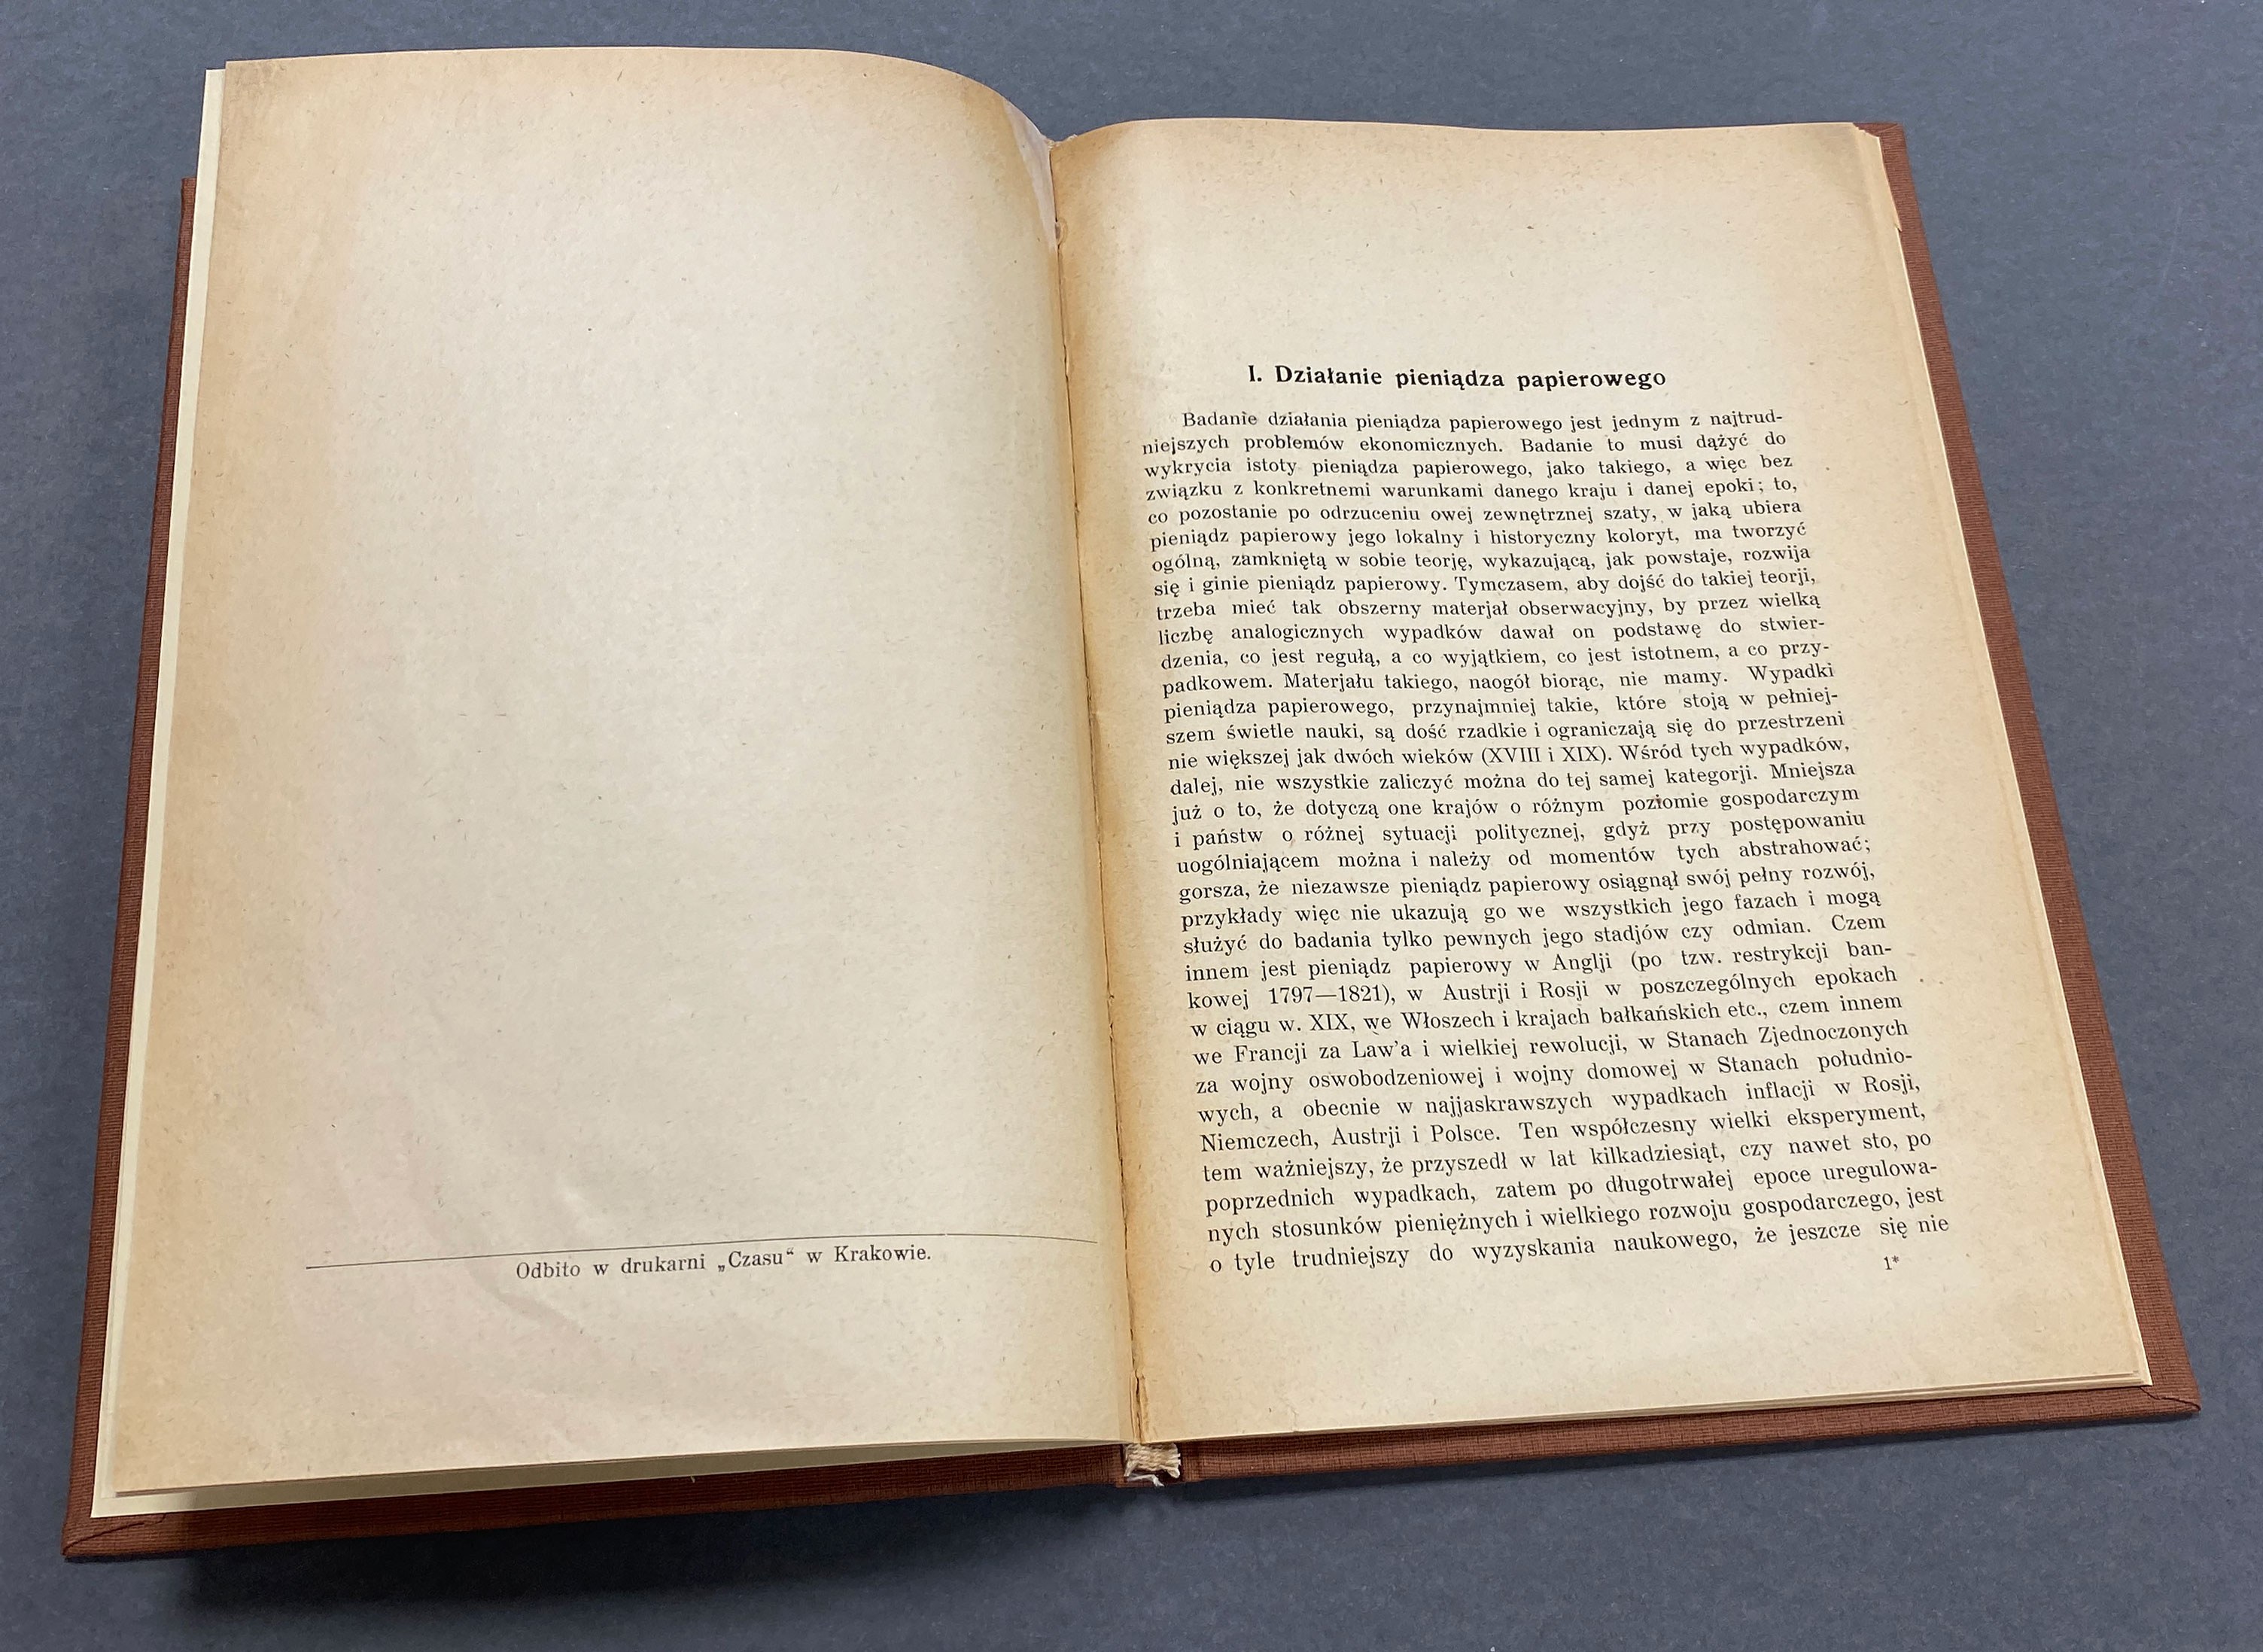 Odbito w drukarni „Czasu“ w Krakowie.
I. Działanie pieniądza papierowego
Badanie działania pieniądza papierowego jest jednym z najtrud-
niejszych problemów ekonomicznych. Badanie to musi dążyć do
wykrycia istoty pieniądza papierowego, jako takiego, a więc bez
związku z konkretnemi warunkami danego kraju i danej epoki; to,
co pozostanie po odrzuceniu owej zewnętrznej szaty, w jaką ubiera
pieniądz papierowy jego lokalny i historyczny koloryt, ma tworzyć
ogólną, zamkniętą w sobie teorję, wykazującą, jak powstaje, rozwija
się i ginie pieniądz papierowy. Tymczasem, aby dojść do takiej teorji,
trzeba mieć tak obszerny materjał obserwacyjny, by przez wielką
liczbę analogicznych wypadków dawał on podstawę do stwier-
dzenia, co jest regułą, a co wyjątkiem, co jest istotnem, a co przy-
padkowem. Materjału takiego, naogół biorąc, nie mamy. Wypadki
pieniądza papierowego, przynajmniej takie, które stoją w pełniej-
szem świetle nauki, są dość rzadkie i ograniczają się do przestrzeni
nie większej jak dwóch wieków (XVIII i XIX). Wśród tych wypadków,
dalej, nie wszystkie zaliczyć można do tej samej kategorji. Mniejsza
już o to, że dotyczą one krajów o różnym poziomie gospodarczym
i państw o różnej sytuacji politycznej, gdyż przy postępowaniu
uogólniającem można i należy od momentów tych abstrahować;
gorsza, że niezawsze pieniądz papierowy osiągnął swój pełny rozwój,
przykłady więc nie ukazują go we wszystkich jego fazach i mogą
służyć do badania tylko pewnych jego stadjów czy odmian. Czem
innem jest pieniądz papierowy w Anglji (po tzw. restrykcji ban-
kowej 1797—1821), w Austrji i Rosji w poszczególnych epokach
w ciągu w. XIX, we Włoszech i krajach bałkańskich etc., czem innem
we Francji za Law'a i wielkiej rewolucji, w Stanach Zjednoczonych
za wojny oswobodzeniowej i wojny domowej w Stanach południo-
wych, a obecnie w najjaskrawszych wypadkach inflacji w Rosji,
Niemczech, Austrji i Polsce. Ten współczesny wielki eksperyment,
tem ważniejszy, że przyszedł w lat kilkadziesiąt, czy nawet sto, po
poprzednich wypadkach, zatem po długotrwałej epoce uregulowa-
nych stosunków pieniężnych i wielkiego rozwoju gospodarczego, jest
o tyle trudniejszy do wyzyskania naukowego, że jeszcze się nie
1*